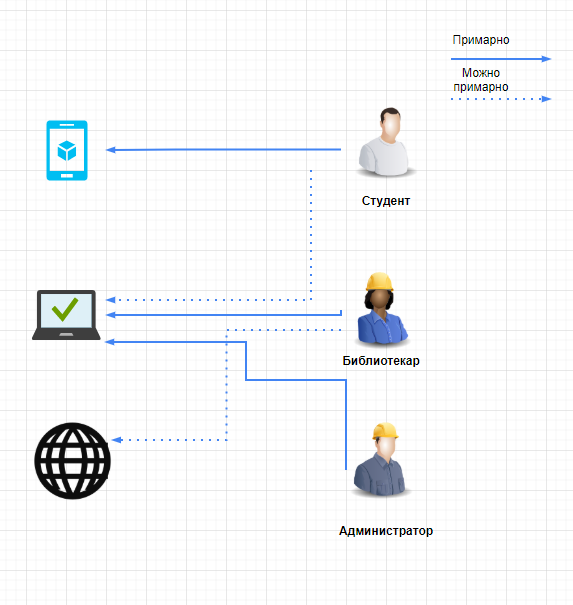 Примарно
Можно
примарно
Студент
Библиотекар
Администратор